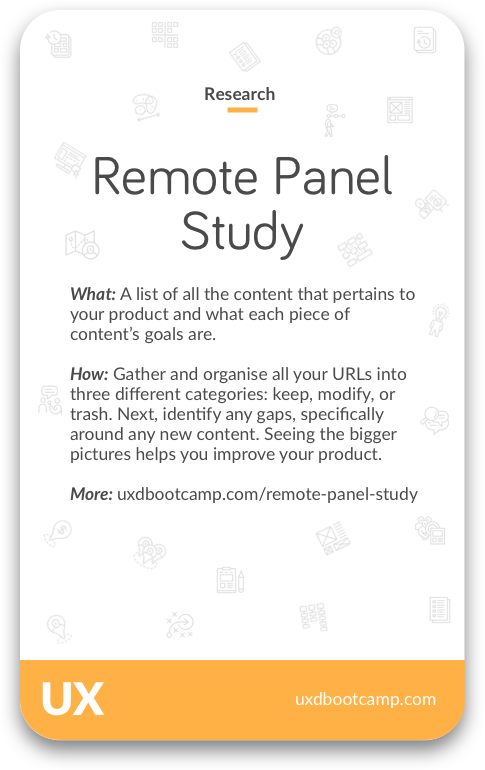 Research
Remote Panel
Study
What: A list of all the content that pertains to
your product and what each piece of
content's goals are.
How: Gather and organise all your URLs into
three different categories: keep, modify, or
trash. Next, identify any gaps, specifically
around any new content. Seeing the bigger
pictures helps you improve your product.
More: uxdbootcamp.com/remote-panel-study
UX
uxdbootcamp.com